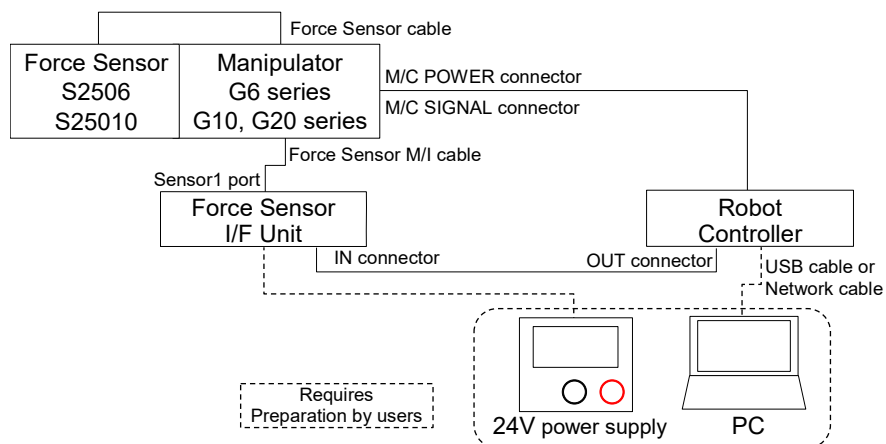 Force Sensor cable
Force Sensor
S2506
S25010
Manipulator
G6 series
G10, G20 series
M/C POWER connector
M/C SIGNAL connector
Force Sensor M/I cable
Sensor1 port
Force Sensor
I/F Unit
Robot
Controller
IN connector
OUT connector
USB cable or
Network cable
Requires
Preparation by users
24V power supply
PC